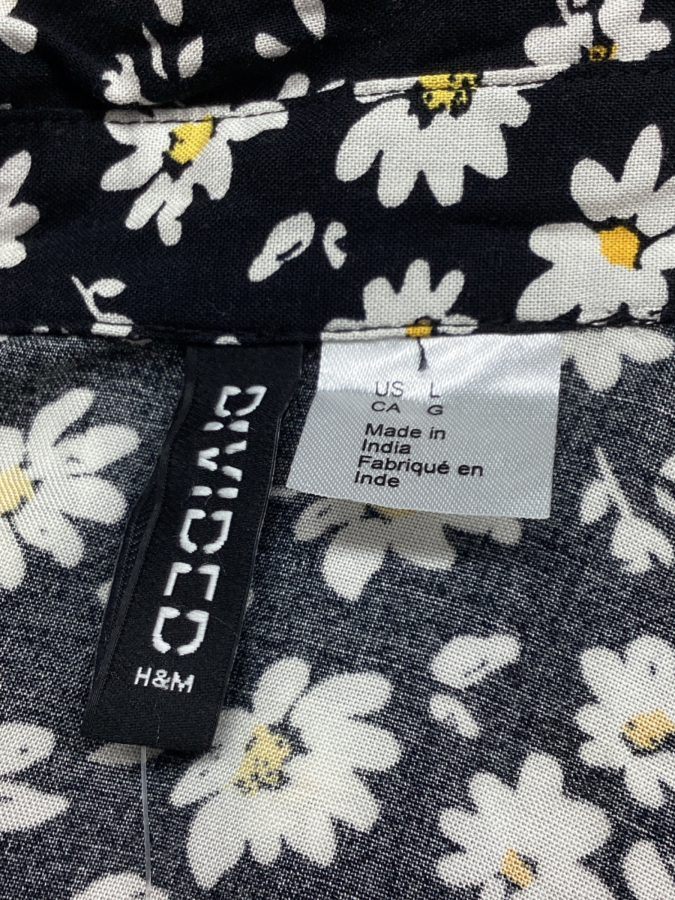 DIVIDED
H&M
US L
CA G
Made in
India
Fabriqué en
Inde